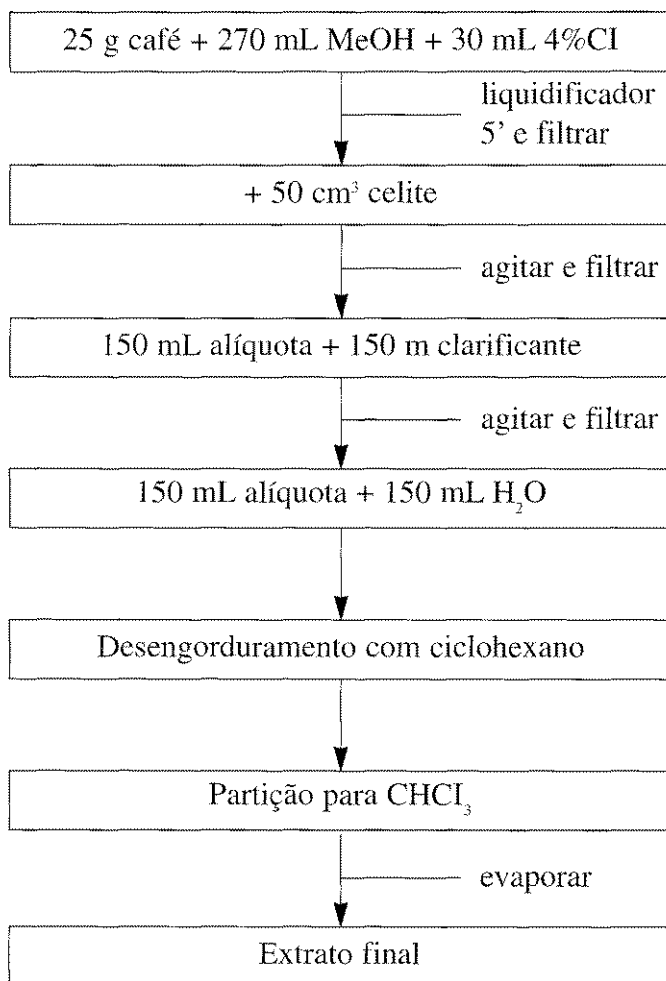 25 g café + 270 mL MeOH + 30 mL 4%CI
liquidificador
5’ e filtrar
+ 50 cm³ celite
agitar e filtrar
150 mL alíquota + 150 m clarificante
agitar e filtrar
150 mL alíquota + 150 mL H₂O
Desengorduramento com ciclohexano
Partição para CHCI₃
evaporar
Extrato final